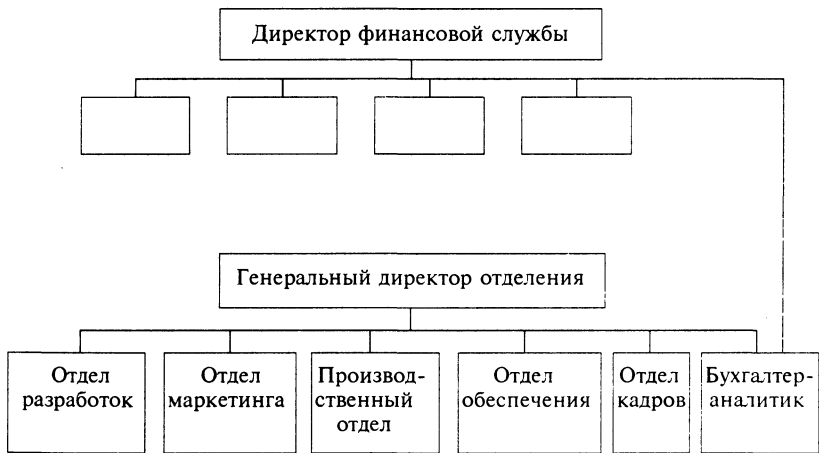 Директор финансовой службы
Генеральный директор отделения
Отдел
разработок
Отдел
маркетинга
Производ-
ственный
отдел
Отдел
обеспечения
Отдел
кадров
Бухгалтер-
аналитик